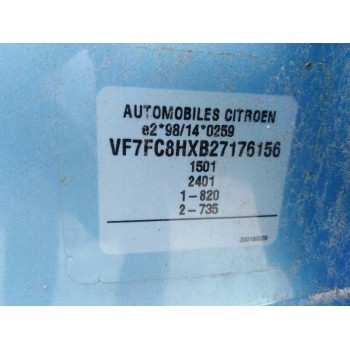 AUTOMOBILES CITROEN
e2*98/14*0259
VF7FC8HXB27176156
1501
2401
1-820
2-735